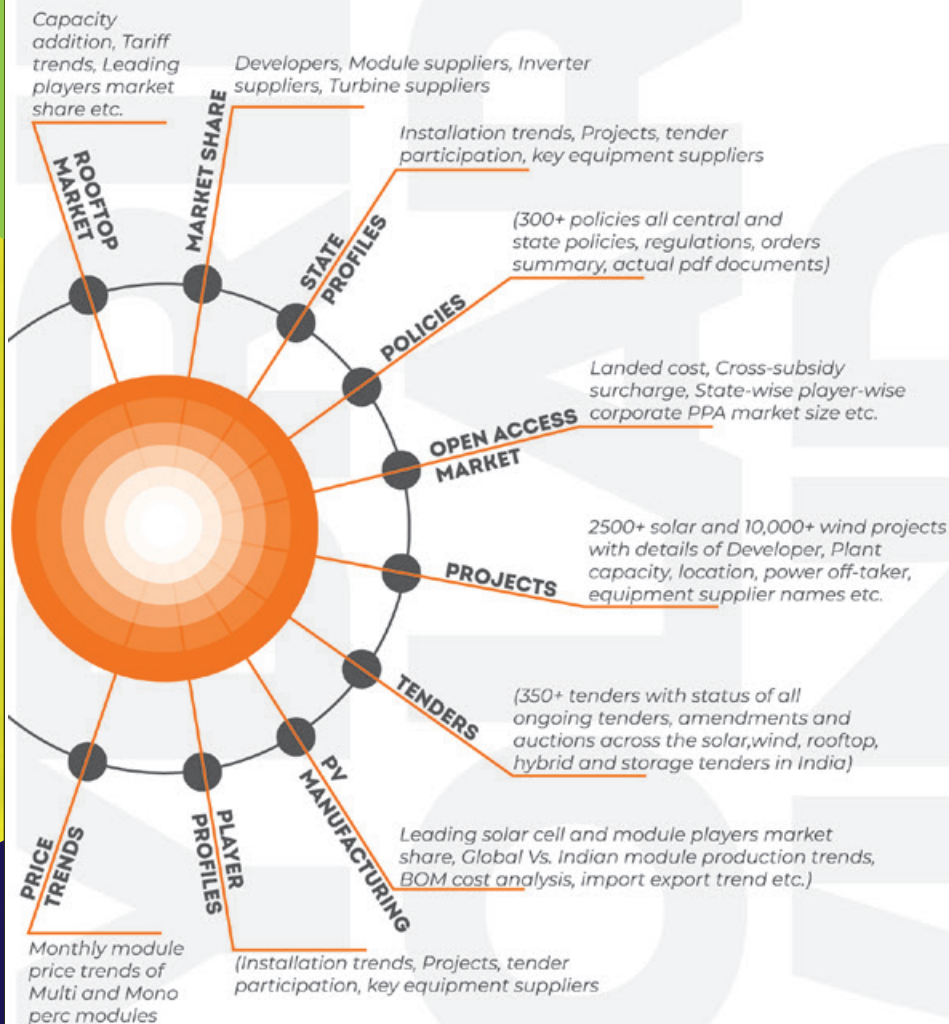 Capacity
addition, Tariff
trends, Leading
players market
share etc.
ROOFTOP
MARKET
Developers, Module suppliers, Inverter
suppliers, Turbine suppliers
MARKET SHARE
Installation trends, Projects, tender
participation, key equipment suppliers
STATE
PROFILES
(300+ policies all central and
state policies, regulations, orders
summary, actual pdf documents)
POLICIES
Landed cost, Cross-subsidy
surcharge, State-wise player-wise
corporate PPA market size etc.
OPEN ACCESS
MARKET
2500+ solar and 10,000+ wind projects
with details of Developer, Plant
capacity, location, power off-taker,
equipment supplier names etc.
PROJECTS
(350+ tenders with status of all
ongoing tenders, amendments and
auctions across the solar,wind, rooftop,
hybrid and storage tenders in India)
TENDERS
Leading solar cell and module players market
share, Global Vs. Indian module production trends,
BOM cost analysis, import export trend etc.)
PV
MANUFACTURING
(Installation trends, Projects, tender
participation, key equipment suppliers
PLAYER
PROFILES
PRICE
TRENDS
Monthly module
price trends of
Multi and Mono
perc modules